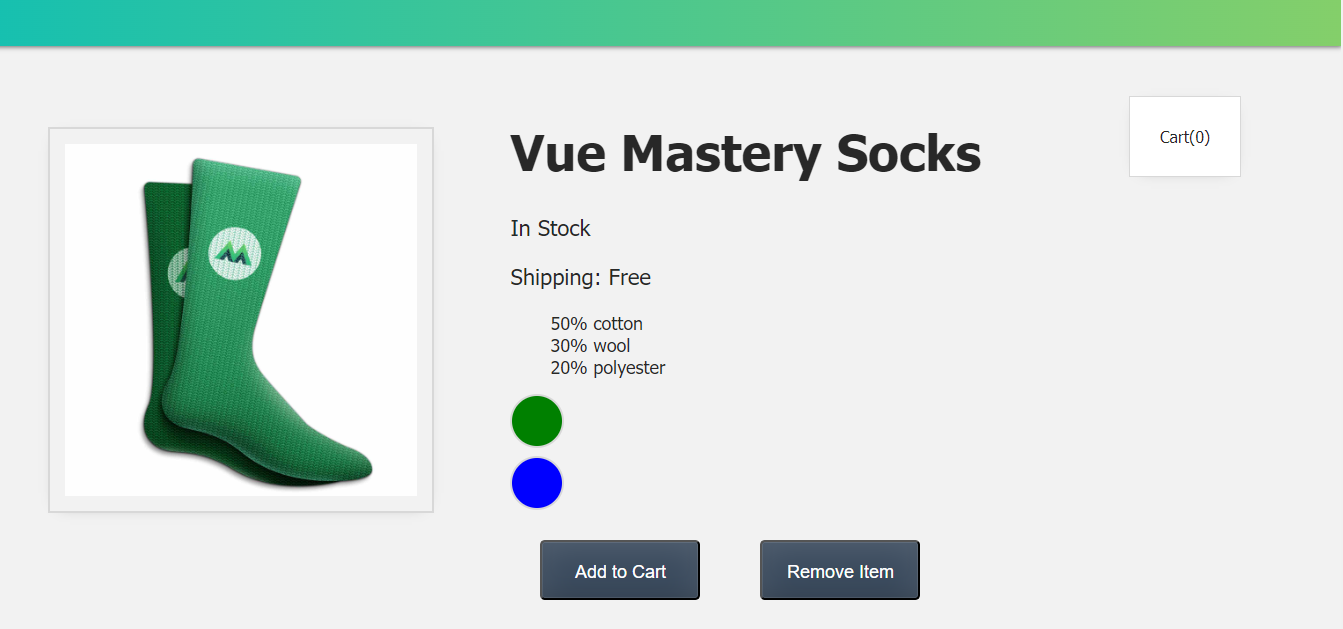 Vue Mastery Socks
Cart(0)
In Stock
Shipping: Free
50% cotton
30% wool
20% polyester
Add to Cart
Remove Item